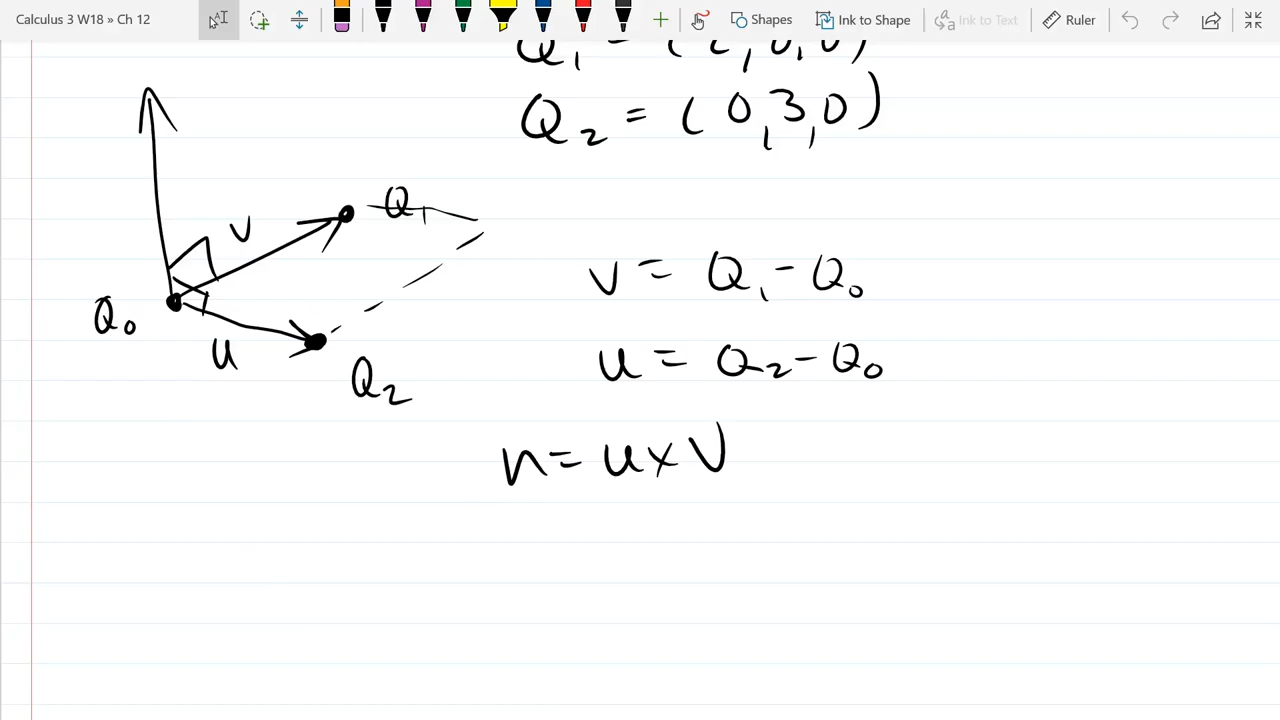 Calculus 3 W18 » Ch 12
Shapes
Ink to Shape
Ink to Text
Ruler
Q₂ = (0,3,0)
Q₁
v
Q₀
u
Q₂
v = Q₁ - Q₀
u = Q₂ - Q₀
n = u × v